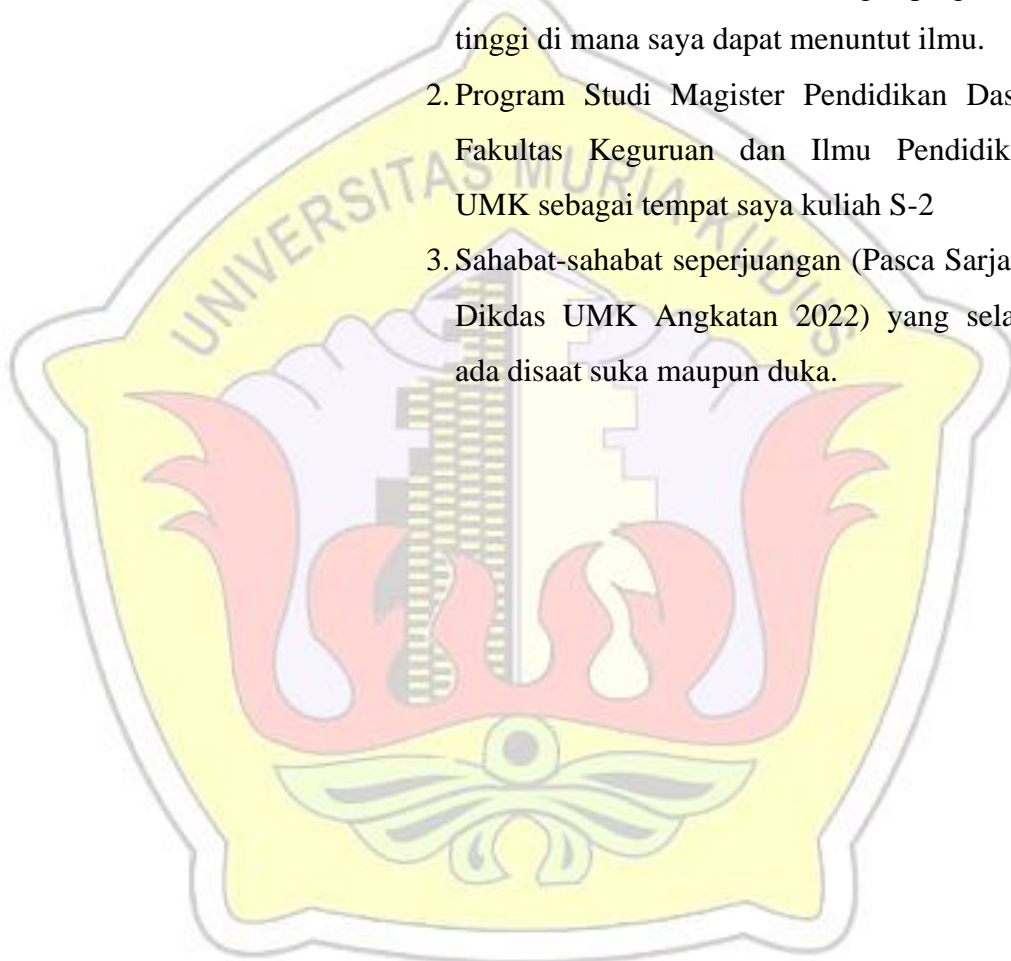 tinggi di mana saya dapat menuntut ilmu.
2. Program Studi Magister Pendidikan Das
Fakultas Keguruan dan Ilmu Pendidik
UMK sebagai tempat saya kuliah S-2
3. Sahabat-sahabat seperjuangan (Pasca Sarja
Dikdas UMK Angkatan 2022) yang sela
ada disaat suka maupun duka.
UNIVERSITAS MURIA KUDUS